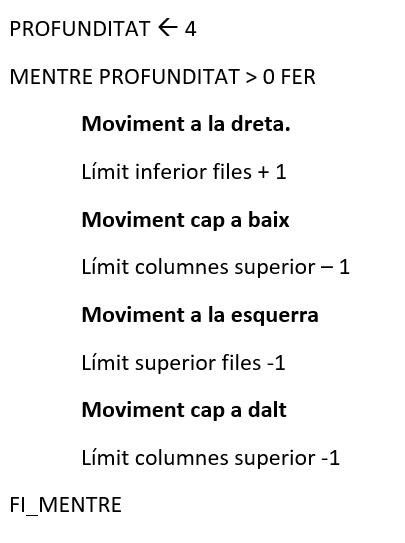 PROFUNDITAT ← 4
MENTRE PROFUNDITAT > 0 FER
Moviment a la dreta.
Límit inferior files + 1
Moviment cap a baix
Límit columnes superior – 1
Moviment a la esquerra
Límit superior files -1
Moviment cap a dalt
Límit columnes superior -1
FI_MENTRE